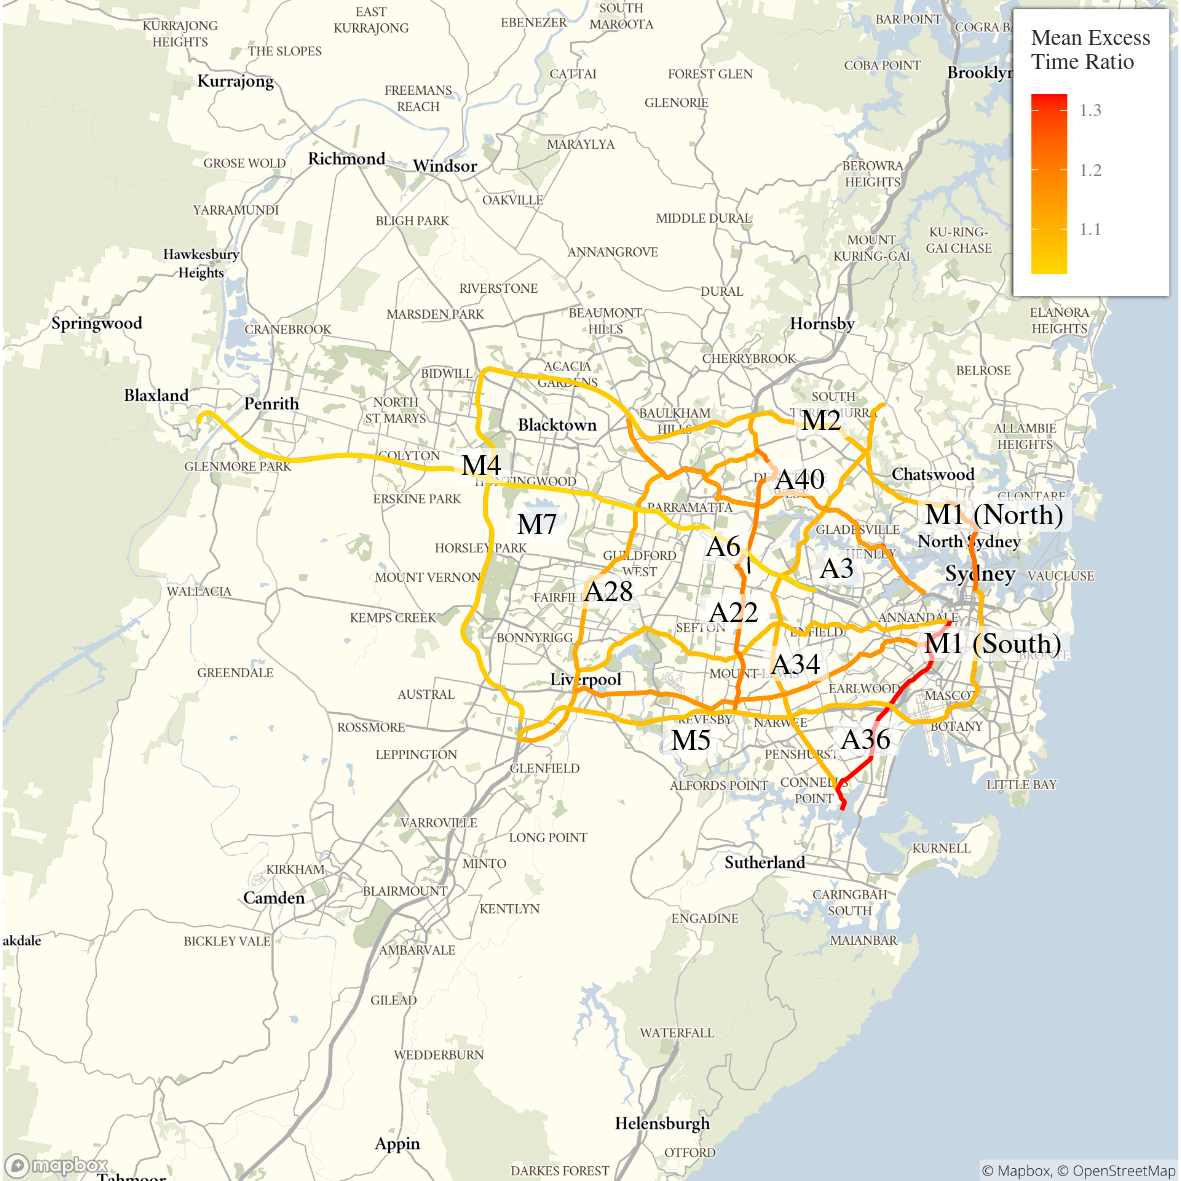 EAST
KURRAJONG
SOUTH
MAROOTA
EBENEZER
KURRAJONG
HEIGHTS
THE SLOPES
BAR POINT
COGRA BA
COBA POINT
Brooklyn
Mean Excess
Time Ratio
1.3
1.2
1.1
Kurrajong
CATTAI
FOREST GLEN
FREEMANS
REACH
GLENORIE
MARAYLYA
GROSE WOLD
Richmond
Windsor
BEROWRA
HEIGHTS
OAKVILLE
YARRAMUNDI
BLIGH PARK
MIDDLE DURAL
KU-RING-
GAI CHASE
MOUNT
KURING-GAI
ANNANGROVE
Hawkesbury
Heights
RIVERSTONE
DURAL
MARSDEN PARK
BEAUMONT
HILLS
ELANORA
HEIGHTS
Springwood
CRANEBROOK
Hornsby
CHERRYBROOK
ACACIA
GARDENS
BIDWILL
BELROSE
Blaxland
Penrith
NORTH
ST MARYS
SOUTH
BAULKHAM
HILLS
M2
Blacktown
ALLAMBIE
HEIGHTS
COLYTON
GLENMORE PARK
M4
HUNTINGWOOD
A40
Chatswood
ERSKINE PARK
CLONTARF
PARRAMATTA
M1 (North)
M7
GLADESVILLE
North Sydney
HORSLEY PARK
A6
GUILDFORD
WEST
HENLEY
A3
MOUNT VERNON
Sydney
VAUCLUSE
WALLACIA
A28
KEMPS CREEK
A22
ANNANDALE
SEFTON
ENFIELD
BONNYRIGG
M1 (South)
A34
GREENDALE
Liverpool
EARLWOOD
AUSTRAL
MASCOT
ROSSMORE
REVESBY
NARWEE
BOTANY
LEPPINGTON
M5
A36
PENSHURST
GLENFIELD
ALFORDS POINT
CONNELLS
POINT
LITTLE BAY
VARROVILLE
LONG POINT
KURNELL
MINTO
Sutherland
KIRKHAM
BLAIRMOUNT
CARINGBAH
SOUTH
Camden
KENTLYN
ENGADINE
akdale
BICKLEY VALE
AMBARVALE
MAIANBAR
GILEAD
WATERFALL
WEDDERBURN
Helensburgh
Appin
OTFORD
DARKES FOREST
mapbox
Tahmoor
© Mapbox, © OpenStreetMap